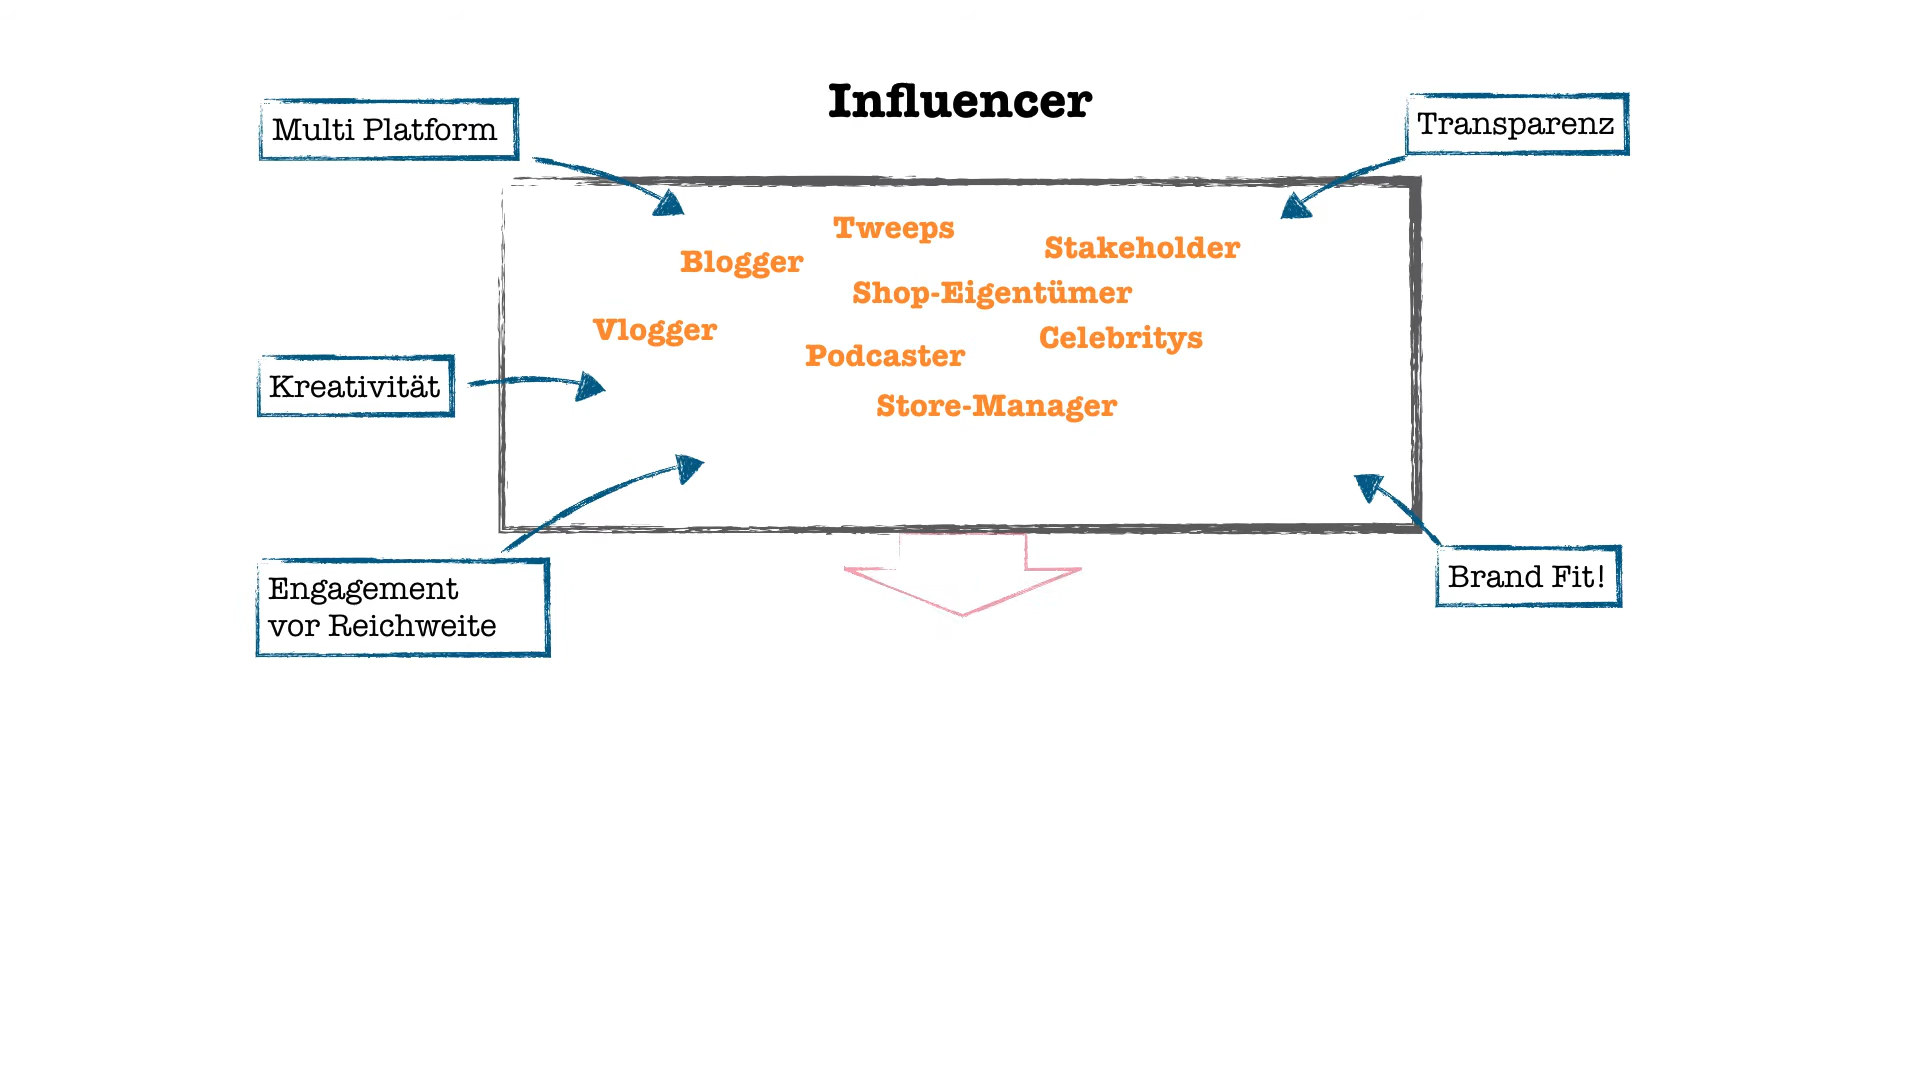 Influencer
Multi Platform
Transparenz
Tweeps
Stakeholder
Blogger
Shop-Eigentümer
Vlogger
Celebritys
Podcaster
Kreativität
Store-Manager
Engagement
vor Reichweite
Brand Fit!